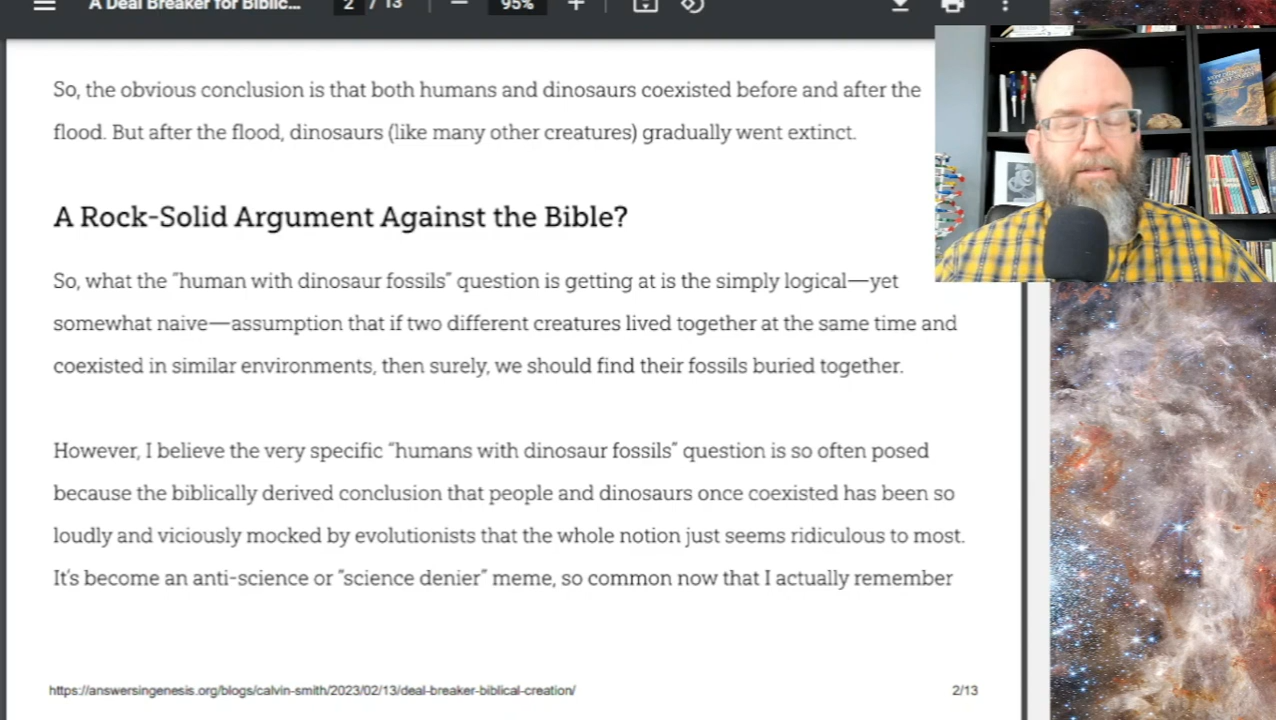 A Deal Breaker for Biblic...
2 / 13
95%
So, the obvious conclusion is that both humans and dinosaurs coexisted before and after the
flood. But after the flood, dinosaurs (like many other creatures) gradually went extinct.
A Rock-Solid Argument Against the Bible?
So, what the "human with dinosaur fossils" question is getting at is the simply logical—yet
somewhat naive—assumption that if two different creatures lived together at the same time and
coexisted in similar environments, then surely, we should find their fossils buried together.
However, I believe the very specific "humans with dinosaur fossils" question is so often posed
because the biblically derived conclusion that people and dinosaurs once coexisted has been so
loudly and viciously mocked by evolutionists that the whole notion just seems ridiculous to most.
It's become an anti-science or "science denier" meme, so common now that I actually remember
https://answersingenesis.org/blogs/calvin-smith/2023/02/13/deal-breaker-biblical-creation/
2/13